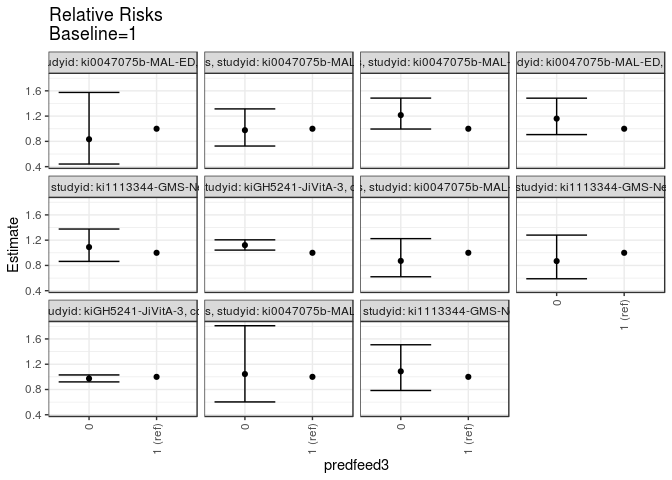 Relative Risks
Baseline=1
studyid: ki0047075b-MAL-ED,
s, studyid: ki0047075b-MAL
s, studyid: ki0047075b-MAL-
studyid: ki0047075b-MAL-ED,
1.6
1.2
0.8
0.4
studyid: ki1113344-GMS-Ne
studyid: kiGH5241-JiVitA-3, c
s, studyid: ki0047075b-MAL-
studyid: ki1113344-GMS-Ne
1.6
1.2
0.8
0.4
studyid: kiGH5241-JiVitA-3, co
s, studyid: ki0047075b-MAL
studyid: ki1113344-GMS-N
1.6
1.2
0.8
0.4
Estimate
0
1 (ref)
0
1 (ref)
0
1 (ref)
0
1 (ref)
predfeed3